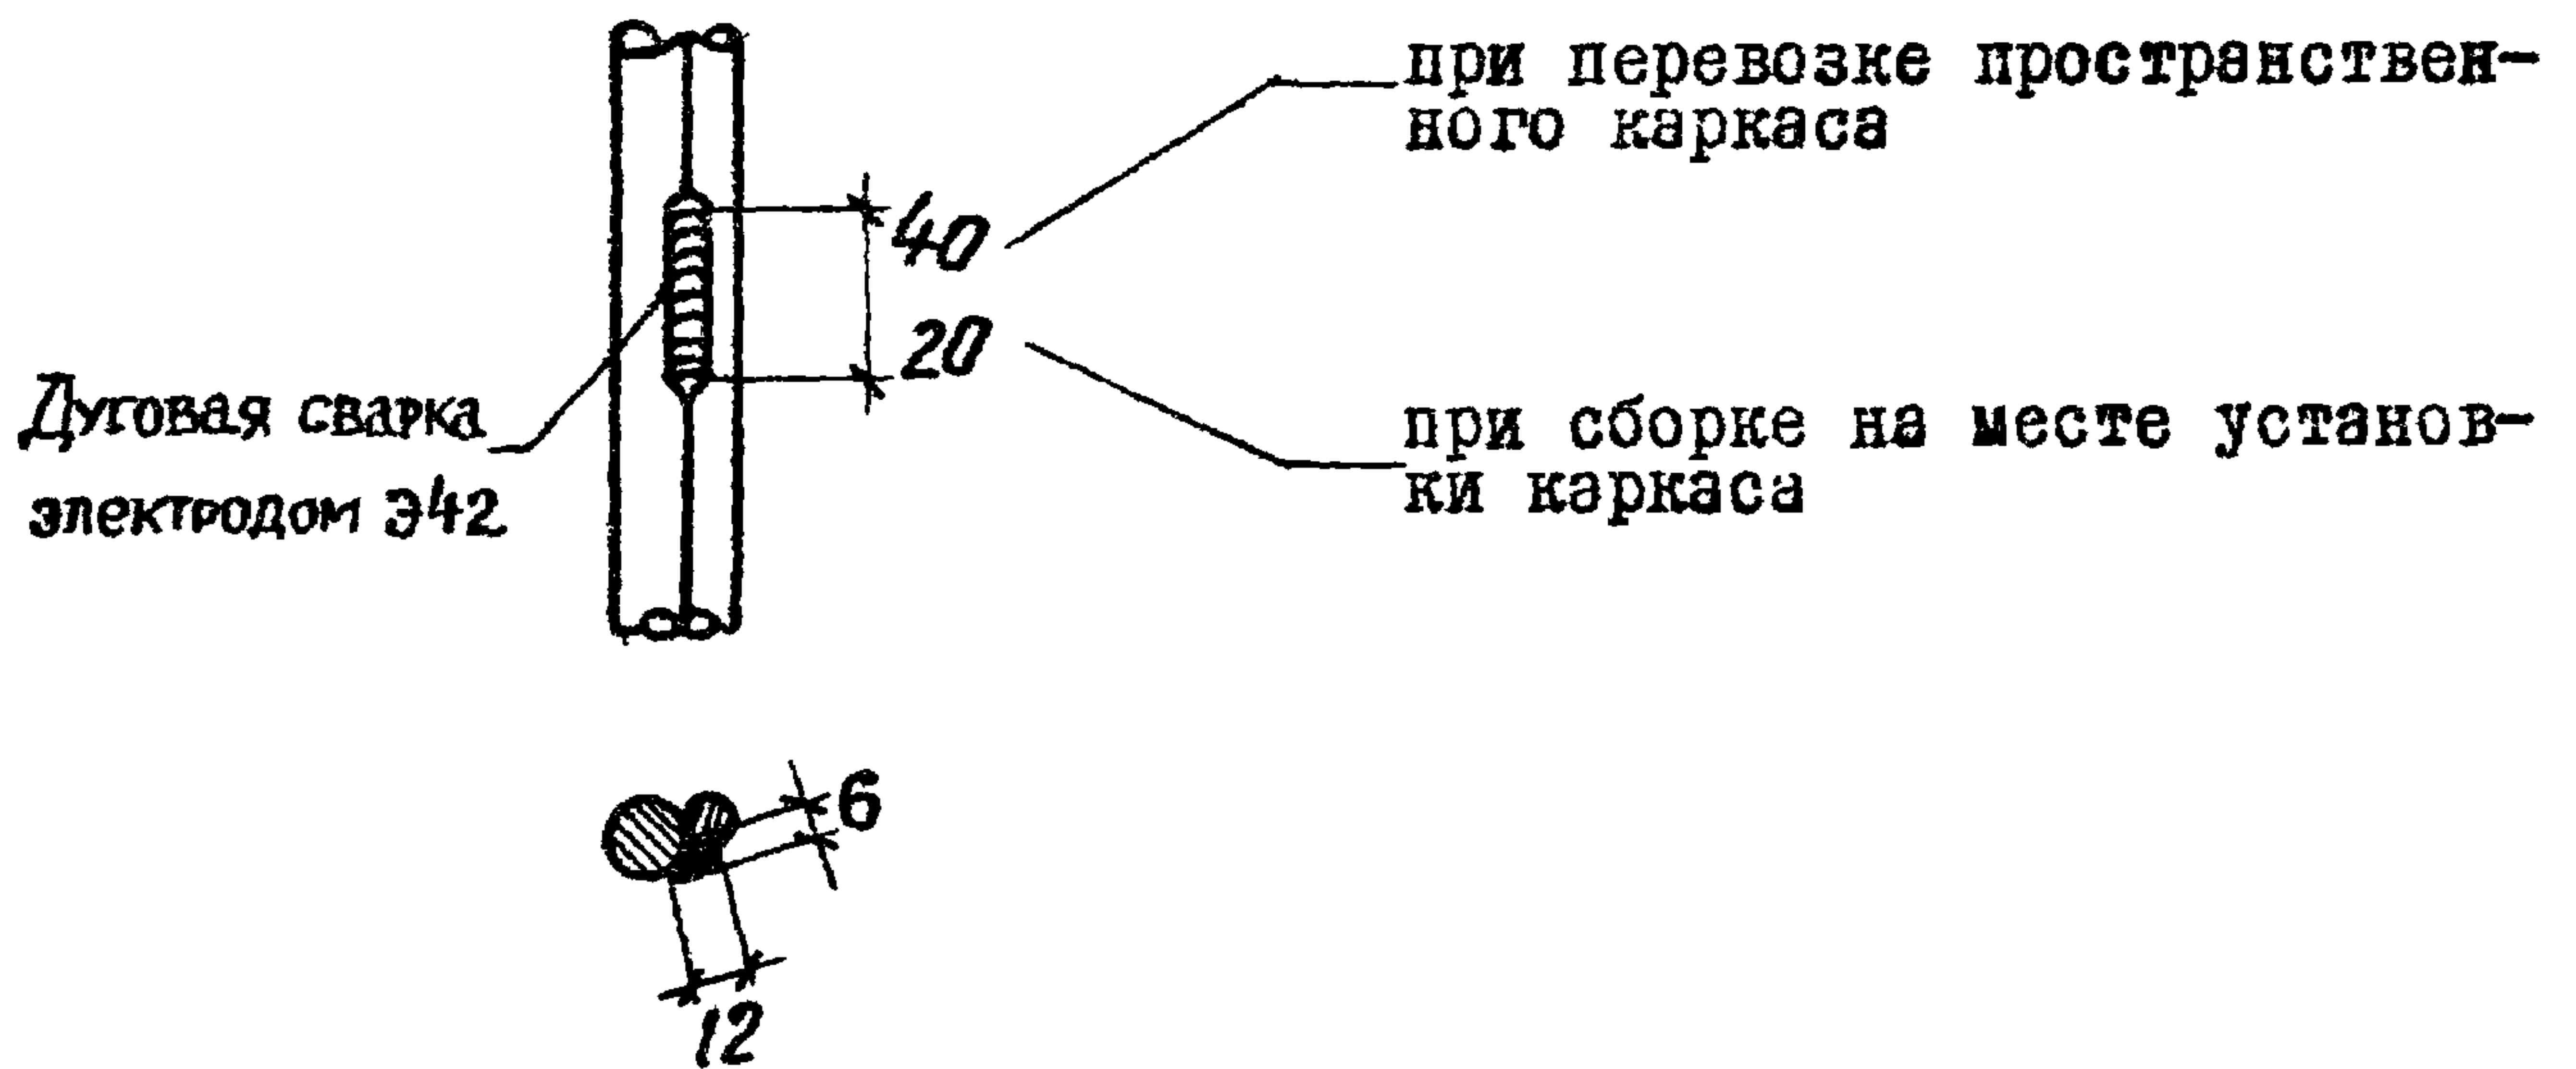 при перевозке пространствен-
ного каркаса
40
20
Дуговая сварка
электродом Э42
при сборке на месте установ-
ки каркаса
6
12